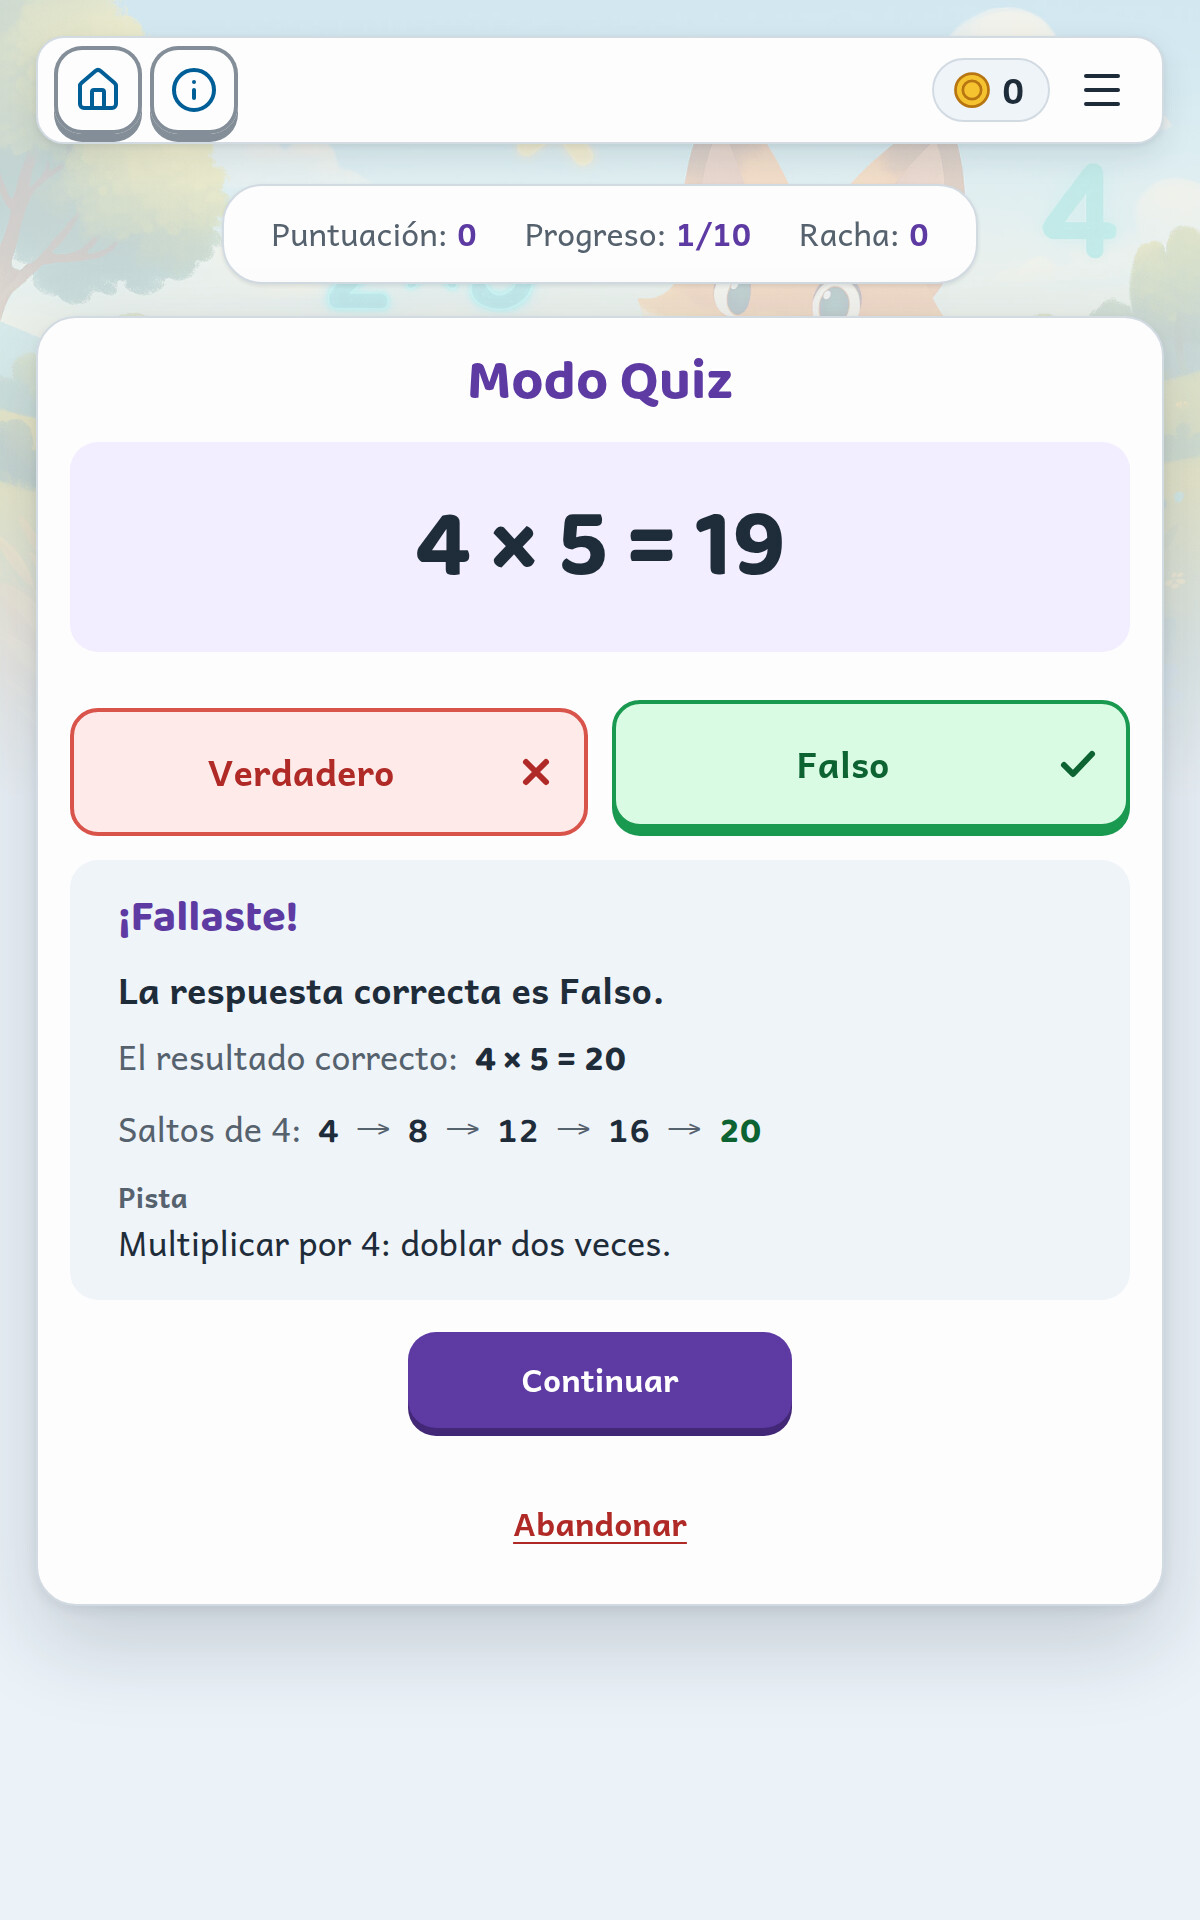 0
4
Puntuación: 0 Progreso: 1/10 Racha: 0
Modo Quiz
4 × 5 = 19
Verdadero
Falso
¡Fallaste!
La respuesta correcta es Falso.
El resultado correcto: 4 × 5 = 20
Saltos de 4: 4 → 8 → 12 → 16 → 20
Pista
Multiplicar por 4: doblar dos veces.
Continuar
Abandonar